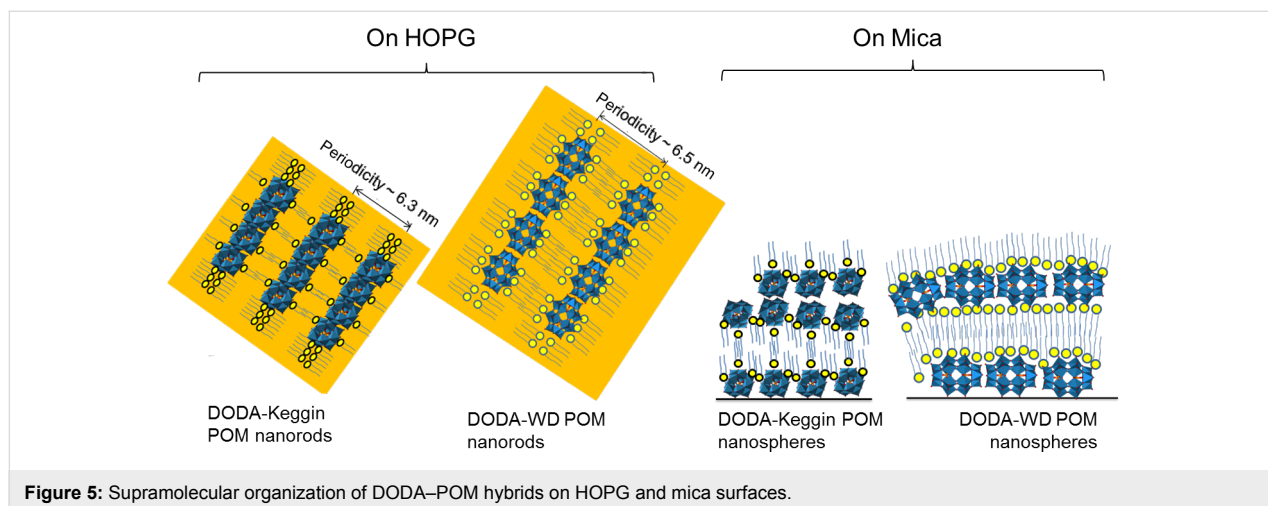 On HOPG
On Mica
Periodicity ~ 6.3 nm
Periodicity ~ 6.5 nm
DODA-Keggin
POM nanorods
DODA-WD POM
nanorods
DODA-Keggin POM
nanospheres
DODA-WD POM
nanospheres
Figure 5: Supramolecular organization of DODA–POM hybrids on HOPG and mica surfaces.